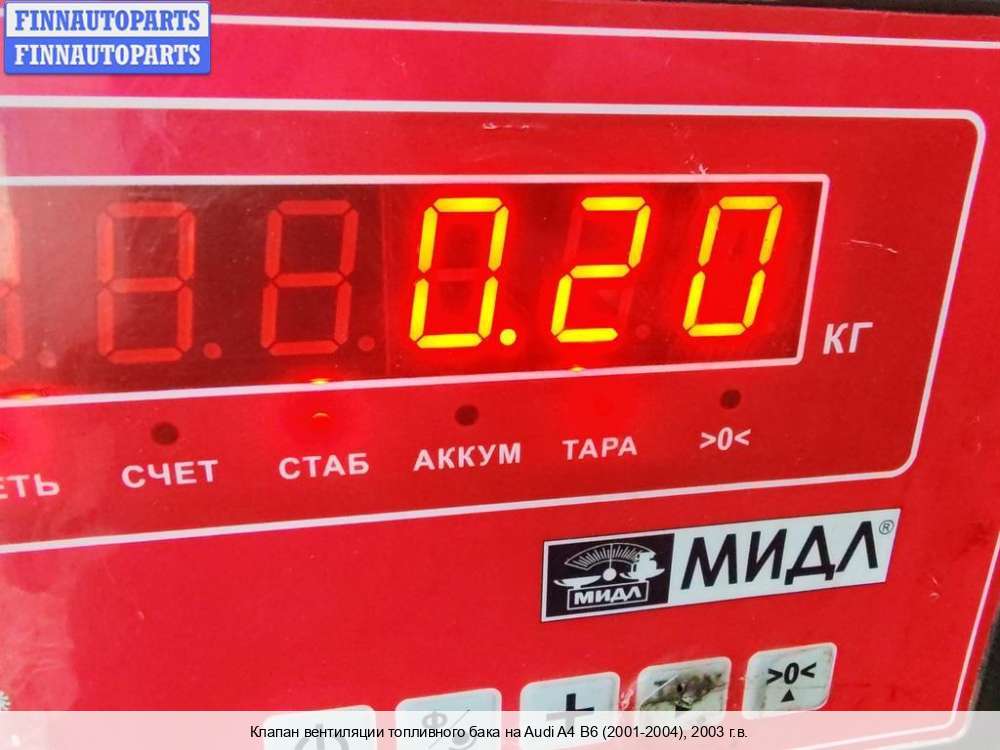 FINNAUTOPARTS
FINNAUTOPARTS
0.20
КГ
СЧЕТ СТАБ АККУМ ТАРА >0<
МИДЛ МИДЛ®
+ >0<
Клапан вентиляции топливного бака на Audi A4 B6 (2001-2004), 2003 г.в.